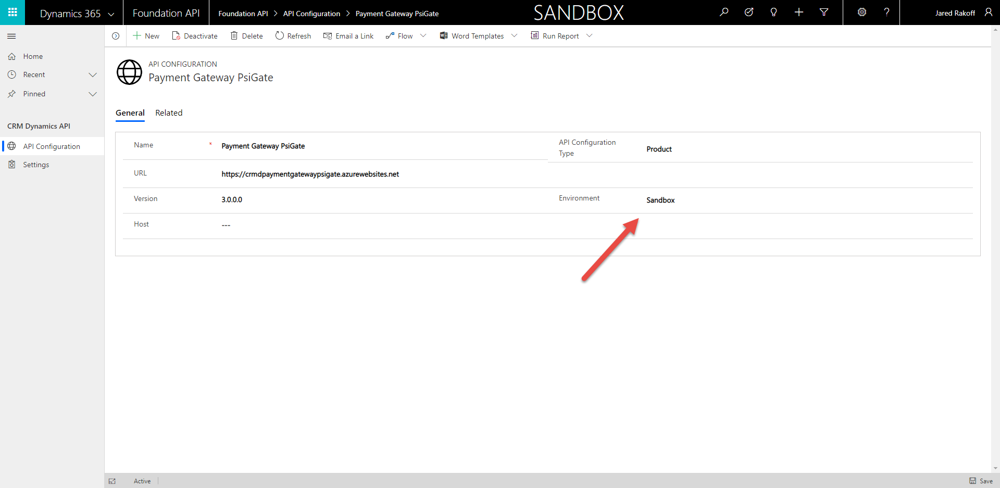 Dynamics 365
Foundation API
Foundation API > API Configuration > Payment Gateway PsiGate
SANDBOX
Jared Rakoff
New
Deactivate
Delete
Refresh
Email a Link
Flow
Word Templates
Run Report
Home
Recent
Pinned
CRM Dynamics API
API Configuration
Settings
API CONFIGURATION
Payment Gateway PsiGate
General
Related
Name * Payment Gateway PsiGate
API Configuration
Type
Product
URL https://crmdpaymentgatewaypsigate.azurewebsites.net
Version 3.0.0.0
Environment Sandbox
Host ---
Active
Save